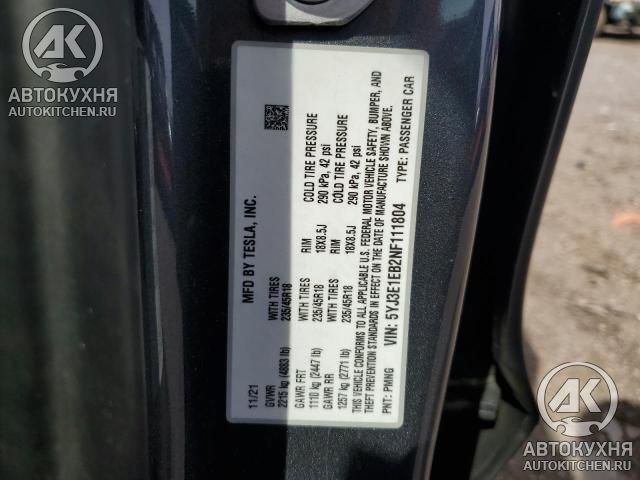 AK
АВТОКУХНЯ
AUTOKITCHEN.RU
MFD BY TESLA, INC.
11/21
GVWR
2215 kg (4883 lb)
WITH TIRES
235/45R18
RIM
18X8.5J
COLD TIRE PRESSURE
290 kPa, 42 psi
GAWR FRT
1110 kg (2447 lb)
WITH TIRES
235/45R18
RIM
18X8.5J
COLD TIRE PRESSURE
290 kPa, 42 psi
GAWR RR
1257 kg (2771 lb)
THIS VEHICLE CONFORMS TO ALL APPLICABLE U.S. FEDERAL MOTOR VEHICLE SAFETY, BUMPER, AND
THEFT PREVENTION STANDARDS IN EFFECT ON THE DATE OF MANUFACTURE SHOWN ABOVE.
PNT: PMNG VIN: 5YJ3E1EB2NF111804 TYPE: PASSENGER CAR
AK
АВТОКУХНЯ
AUTOKITCHEN.RU